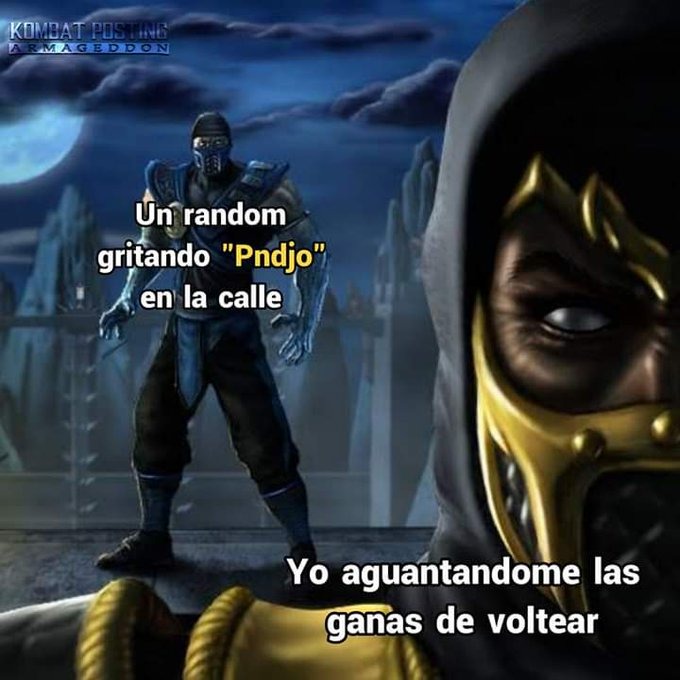 KOMBAT POSTING
ARMAGEDDON
Un random
gritando "Pndjo"
en la calle
Yo aguantandome las
ganas de voltear